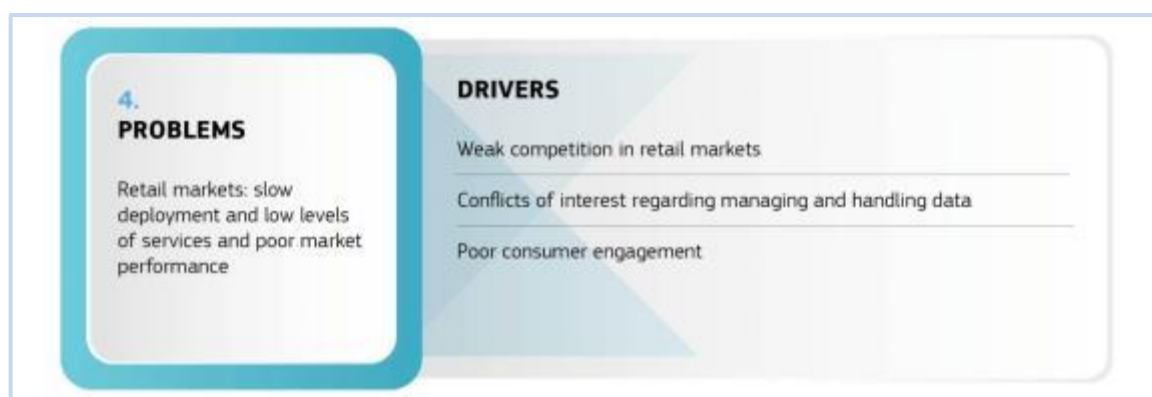 4.
PROBLEMS
Retail markets: slow
deployment and low levels
of services and poor market
performance
DRIVERS
Weak competition in retail markets
Conflicts of interest regarding managing and handling data
Poor consumer engagement